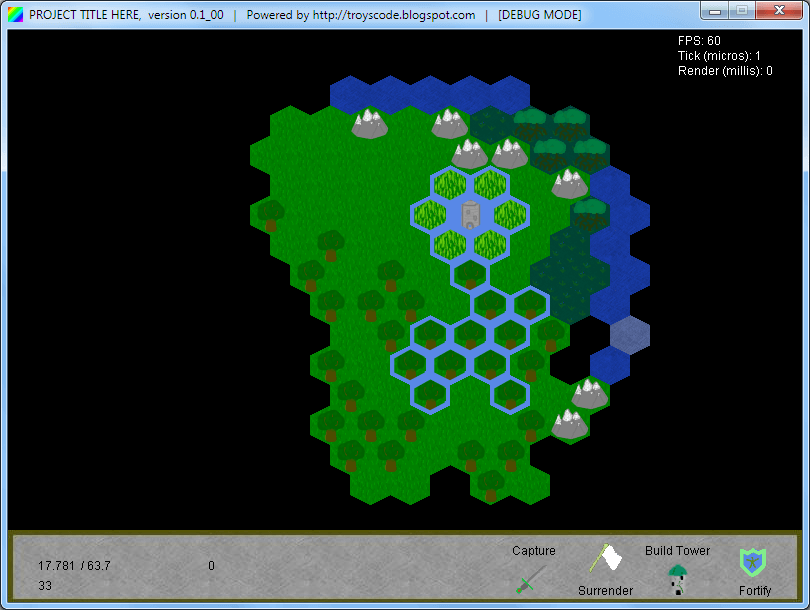 PROJECT TITLE HERE, version 0.1_00 | Powered by http://troyscode.blogspot.com | [DEBUG MODE]
FPS: 60
Tick (micros): 1
Render (millis): 0
Capture
Build Tower
17.781 / 63.7
0
33
Surrender
Fortify